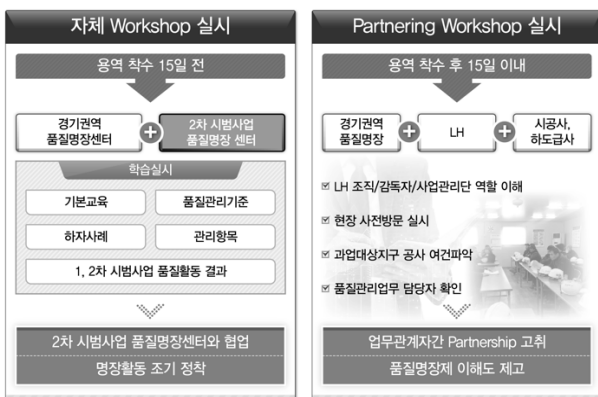 자체 Workshop 실시
용역 착수 15일 전
경기권역
품질명장센터
2차 시범사업
품질명장 센터
학습실시
기본교육
품질관리기준
하자사례
관리항목
1, 2차 시범사업 품질활동 결과
2차 시범사업 품질명장센터와 협업
명장활동 조기 정착
Partnering Workshop 실시
용역 착수 후 15일 이내
경기권역
품질명장
LH
시공사,
하도급사
LH 조직/감독자/사업관리단 역할 이해
현장 사전방문 실시
과업대상지구 공사 여건파악
품질관리업무 담당자 확인
업무관계자간 Partnership 고취
품질명장제 이해도 제고